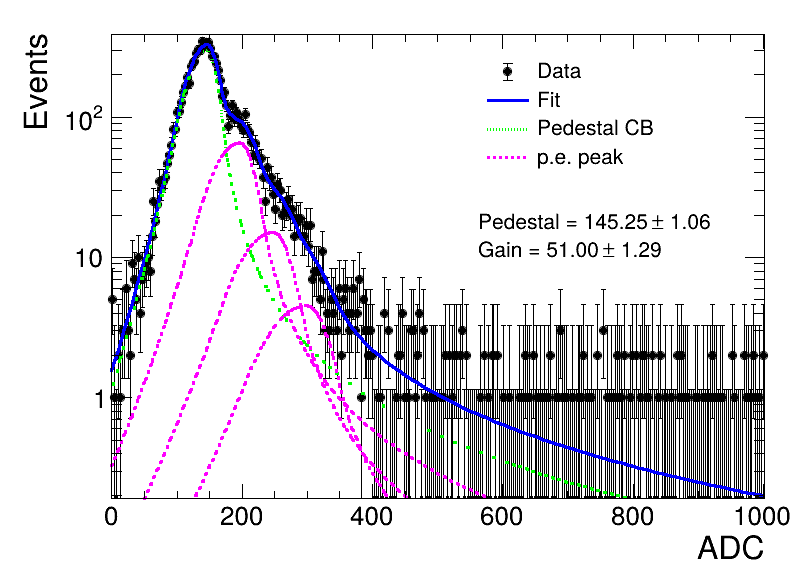 Events
Data
Fit
Pedestal CB
p.e. peak
Pedestal = 145.25 ± 1.06
Gain = 51.00 ± 1.29
10²
10
1
0 200 400 600 800 1000
ADC